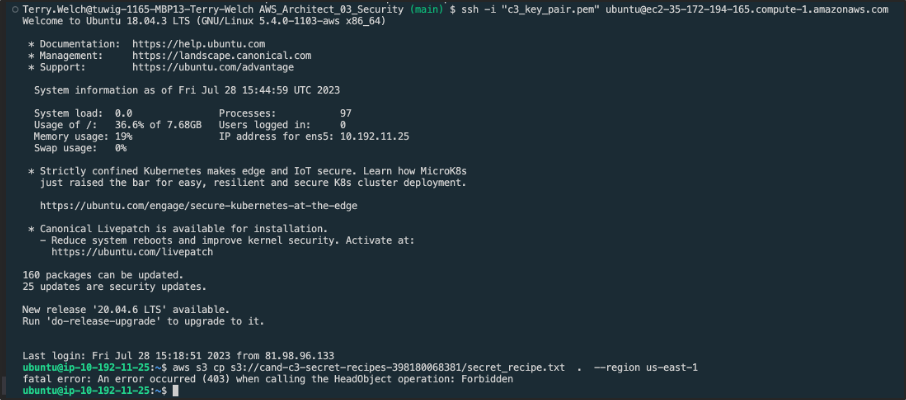 Terry.Welch@tuwig-1165-MBP13-Terry-Welch AWS_Architect_03_Security (main) $ ssh -i "c3_key_pair.pem" ubuntu@ec2-35-172-194-165.compute-1.amazonaws.com
Welcome to Ubuntu 18.04.3 LTS (GNU/Linux 5.4.0-1103-aws x86_64)

 * Documentation:  https://help.ubuntu.com
 * Management:     https://landscape.canonical.com
 * Support:        https://ubuntu.com/advantage

  System information as of Fri Jul 28 15:44:59 UTC 2023

  System load:  0.0               Processes:           97
  Usage of /:   36.6% of 7.68GB   Users logged in:     0
  Memory usage: 19%               IP address for ens5: 10.192.11.25
  Swap usage:   0%

 * Strictly confined Kubernetes makes edge and IoT secure. Learn how MicroK8s
   just raised the bar for easy, resilient and secure K8s cluster deployment.

   https://ubuntu.com/engage/secure-kubernetes-at-the-edge

 * Canonical Livepatch is available for installation.
   - Reduce system reboots and improve kernel security. Activate at:
     https://ubuntu.com/livepatch

160 packages can be updated.
25 updates are security updates.

New release '20.04.6 LTS' available.
Run 'do-release-upgrade' to upgrade to it.

Last login: Fri Jul 28 15:18:51 2023 from 81.98.96.133
ubuntu@ip-10-192-11-25:~$ aws s3 cp s3://cand-c3-secret-recipes-398180068381/secret_recipe.txt  .  --region us-east-1
fatal error: An error occurred (403) when calling the HeadObject operation: Forbidden
ubuntu@ip-10-192-11-25:~$